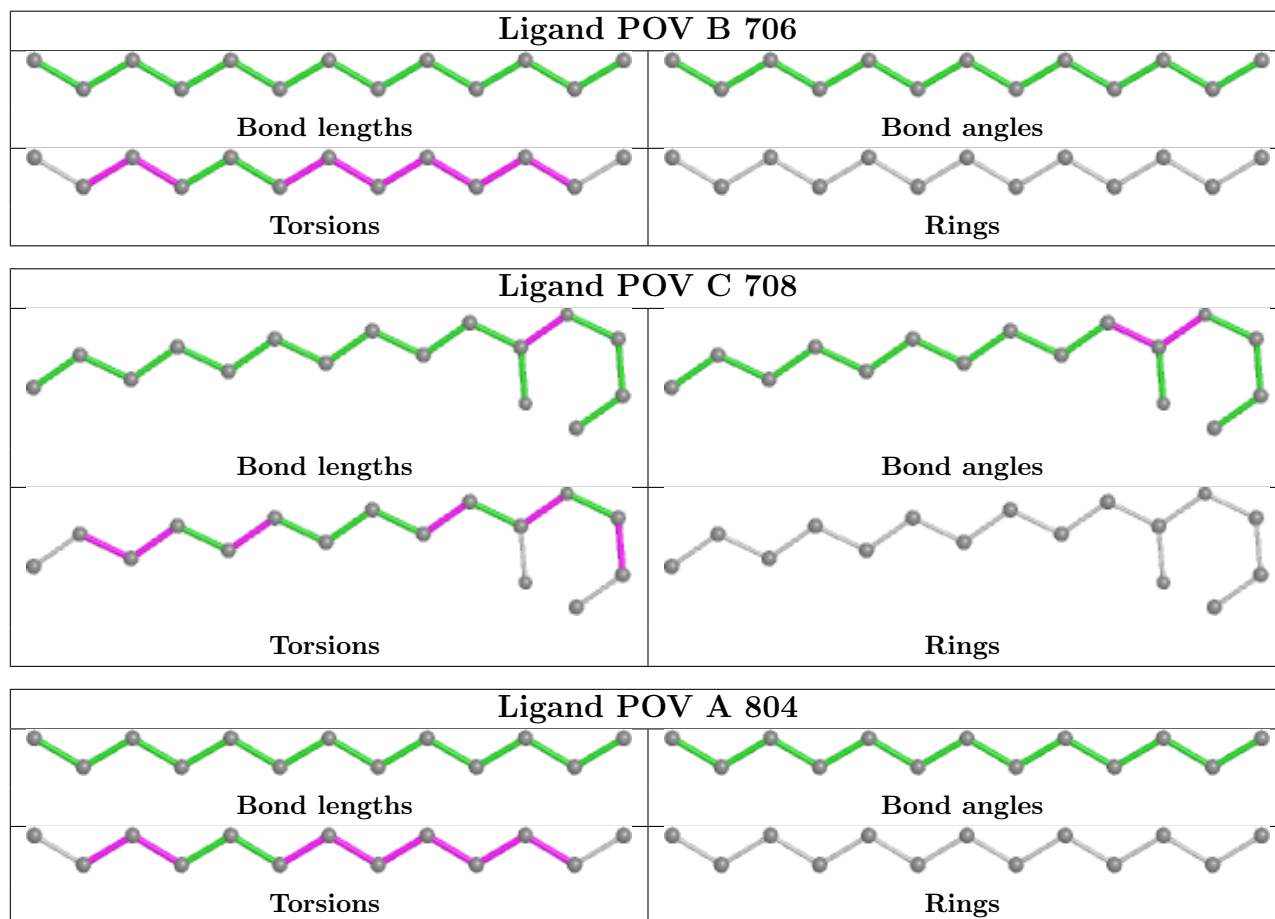 Ligand POV B 706
Bond lengths Bond angles
Torsions Rings
Ligand POV C 708
Bond lengths Bond angles
Torsions Rings
Ligand POV A 804
Bond lengths Bond angles
Torsions Rings